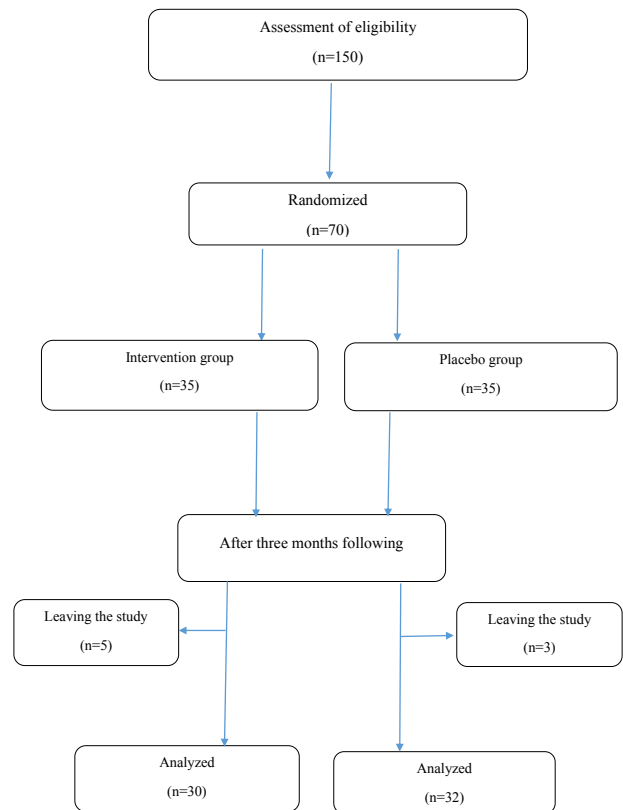 Assessment of eligibility
(n=150)
Randomized
(n=70)
Intervention group
(n=35)
Placebo group
(n=35)
After three months following
Leaving the study
(n=5)
Leaving the study
(n=3)
Analyzed
(n=30)
Analyzed
(n=32)